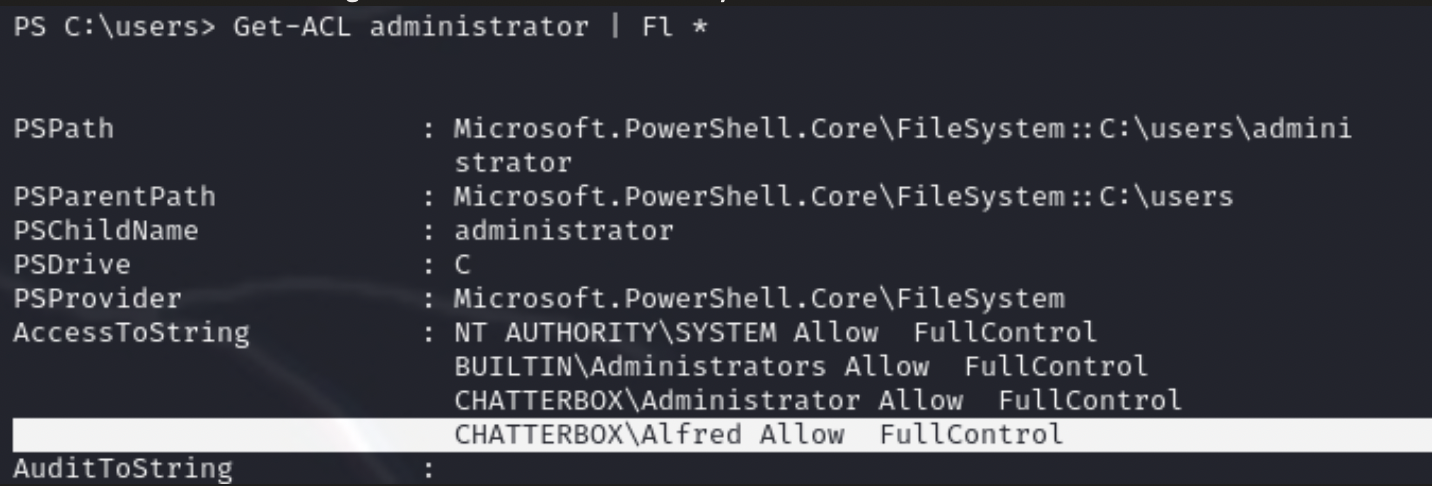 PS C:\users> Get-ACL administrator | Fl *
PSPath : Microsoft.PowerShell.Core\FileSystem::C:\users\admini
strator
PSParentPath : Microsoft.PowerShell.Core\FileSystem::C:\users
PSChildName : administrator
PSDrive : C
PSProvider : Microsoft.PowerShell.Core\FileSystem
AccessToString : NT AUTHORITY\SYSTEM Allow  FullControl
BUILTIN\Administrators Allow  FullControl
CHATTERBOX\Administrator Allow  FullControl
CHATTERBOX\Alfred Allow  FullControl
AuditToString :